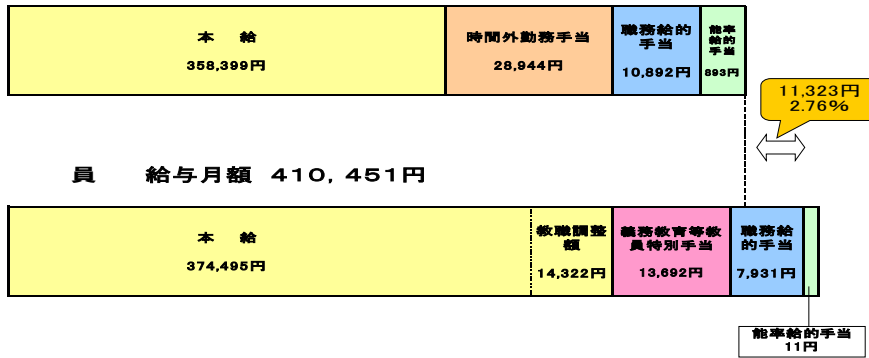 本 給
358,399円
時間外勤務手当
28,944円
職務給的
手当
10,892円
能率
給的
手当
893円
11,323円
2.76%
員 給与月額 410,451円
本 給
374,495円
教職調整
額
14,322円
義務教育等教
員特別手当
13,692円
職務給
的手当
7,931円
能率給的手当
11円